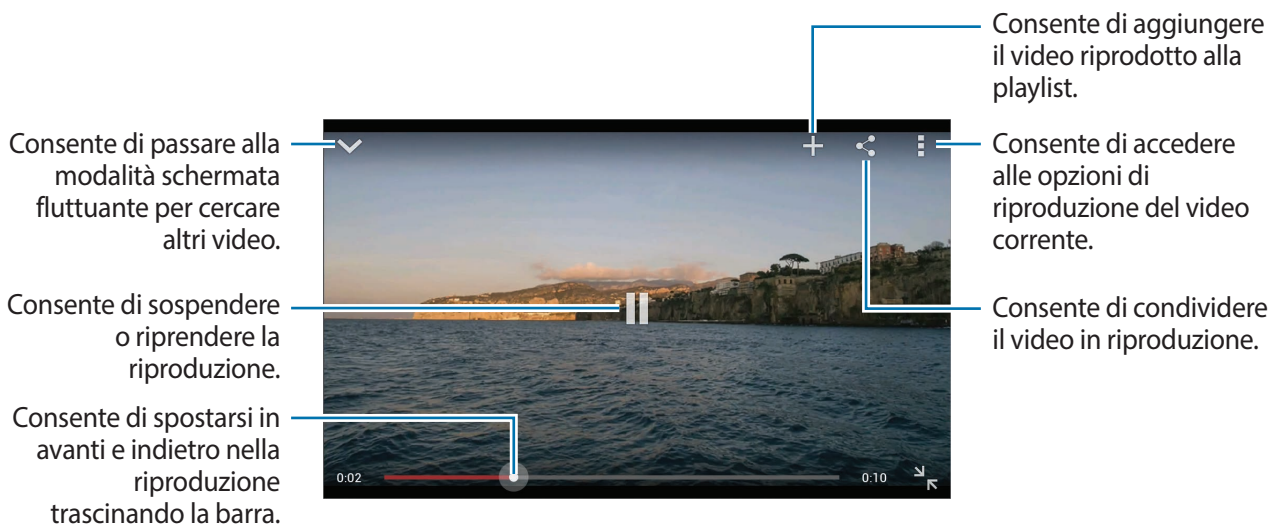 Consente di aggiungere
il video riprodotto alla
playlist.
Consente di passare alla
modalità schermata
fluttuante per cercare
altri video.
Consente di accedere
alle opzioni di
riproduzione del video
corrente.
Consente di sospendere
o riprendere la
riproduzione.
Consente di condividere
il video in riproduzione.
Consente di spostarsi in
avanti e indietro nella
riproduzione
trascinando la barra.
0:02
0:10